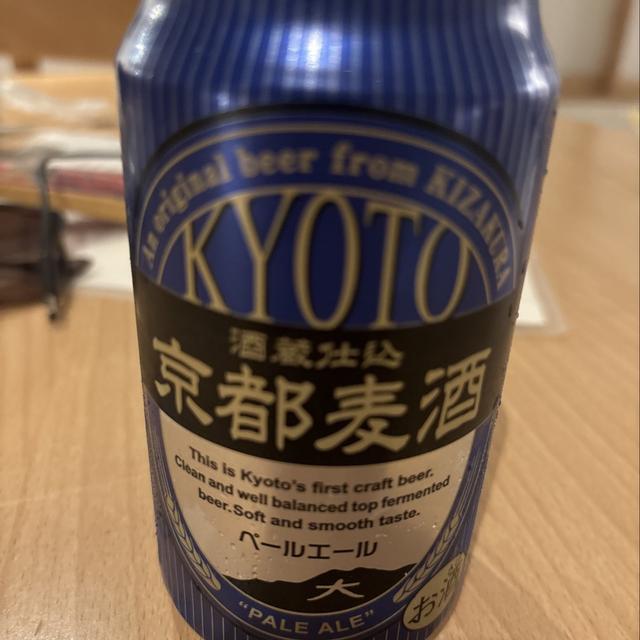 An original beer from KIZAKURA
KYOTO
酒蔵仕込
京都麦酒
This is Kyoto's first craft beer.
Clean and well balanced top fermented
beer.Soft and smooth taste.
ペールエール
大
"PALE ALE"
お酒